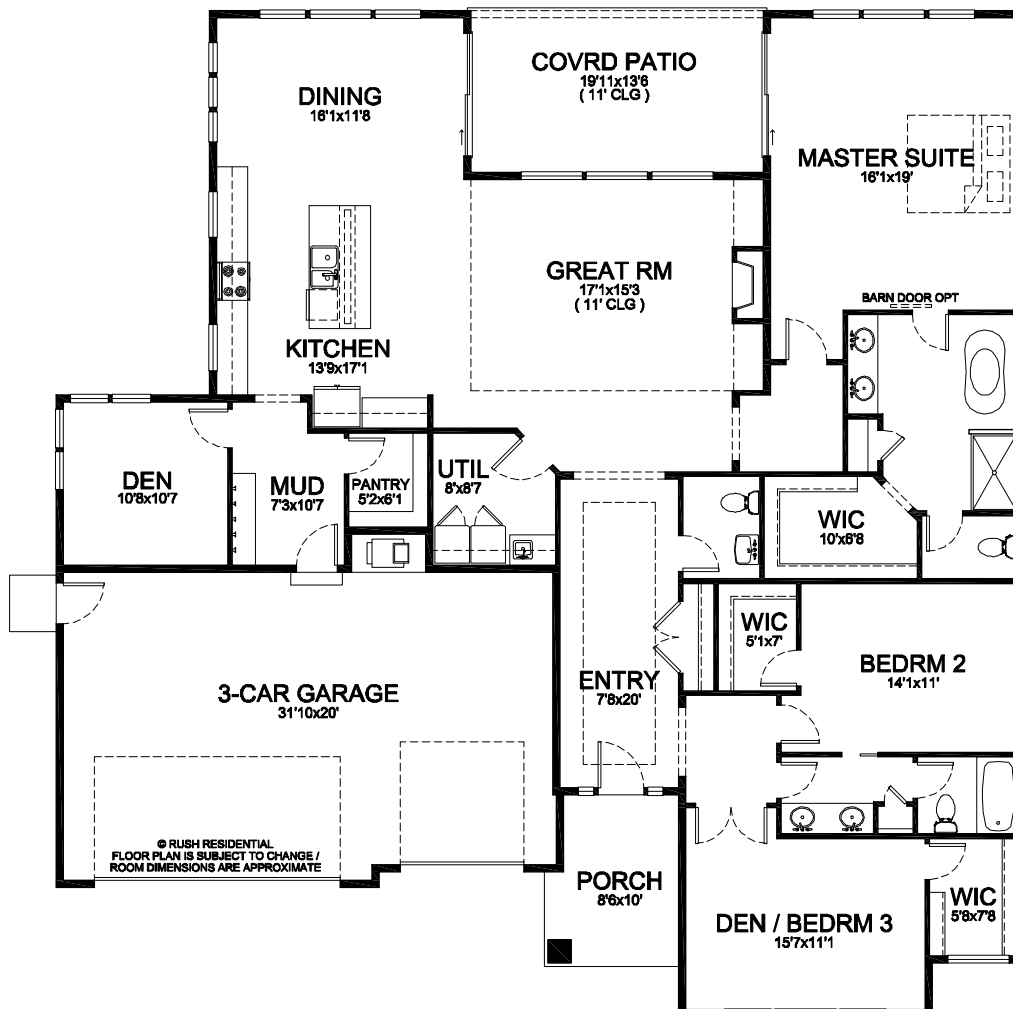 COVRD PATIO
19'11x13'6
( 11' CLG )
DINING
16'1x11'8
MASTER SUITE
16'1x19'
GREAT RM
17'1x15'3
( 11' CLG )
BARN DOOR OPT
KITCHEN
13'9x17'1
DEN
10'8x10'7
MUD
7'3x10'7
PANTRY
5'2x6'1
UTIL
8'x8'7
WIC
10'x6'8
WIC
5'1x7'
BEDRM 2
14'1x11'
ENTRY
7'8x20'
3-CAR GARAGE
31'10x20'
© RUSH RESIDENTIAL
FLOOR PLAN IS SUBJECT TO CHANGE /
ROOM DIMENSIONS ARE APPROXIMATE
PORCH
8'6x10'
DEN / BEDRM 3
15'7x11'1
WIC
5'8x7'8